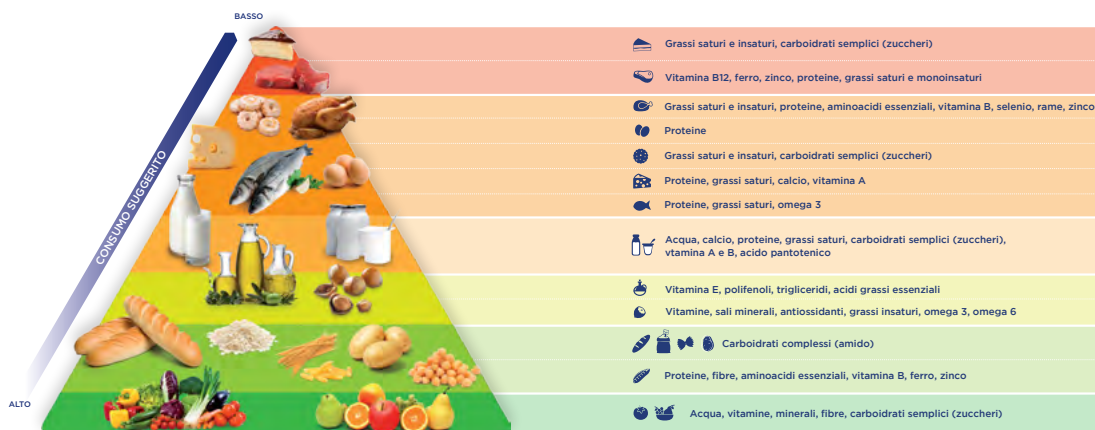 BASSO
CONSUMO SUGGERITO
ALTO
Grassi saturi e insaturi, carboidrati semplici (zuccheri)
Vitamina B12, ferro, zinco, proteine, grassi saturi e monoinsaturi
Grassi saturi e insaturi, proteine, aminoacidi essenziali, vitamina B, selenio, rame, zinco
Proteine
Grassi saturi e insaturi, carboidrati semplici (zuccheri)
Proteine, grassi saturi, calcio, vitamina A
Proteine, grassi saturi, omega 3
Acqua, calcio, proteine, grassi saturi, carboidrati semplici (zuccheri),
vtamina A e B, acido pantotenico
Vitamina E, polifenoli, trigliceridi, acidi grassi essenziali
Vitamine, sali minerali, antiossidanti, grassi insaturi, omega 3, omega 6
Carboidrati complessi (amido)
Proteine, fibre, aminoacidi essenziali, vitamina B, ferro, zinco
Acqua, vitamine, minerali, fibre, carboidrati semplici (zuccheri)